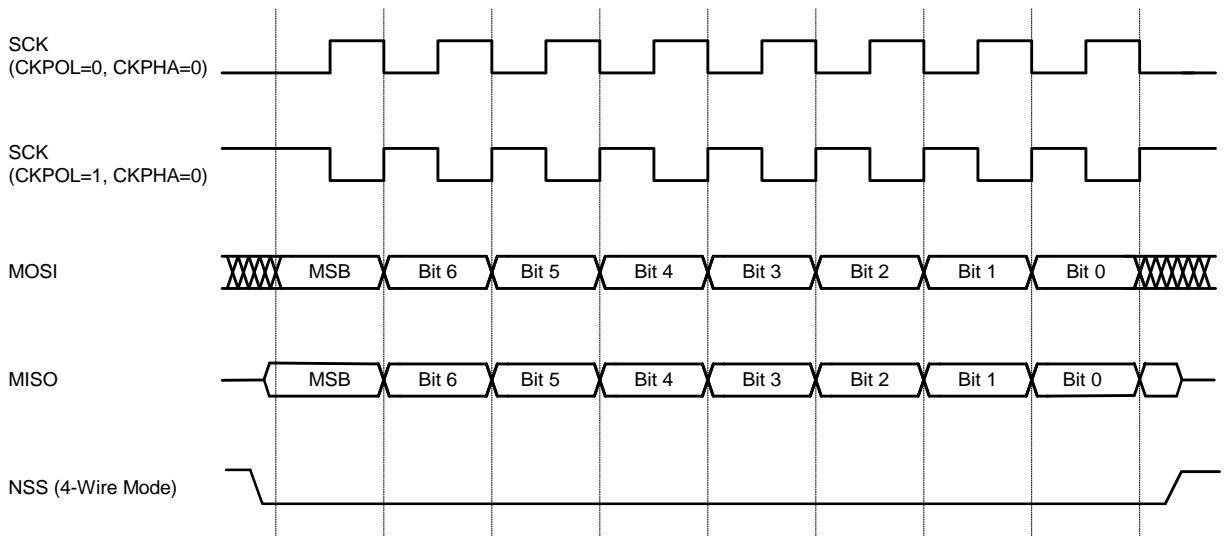 SCK
(CKPOL=0, CKPHA=0)
SCK
(CKPOL=1, CKPHA=0)
MOSI
MSB Bit 6 Bit 5 Bit 4 Bit 3 Bit 2 Bit 1 Bit 0
MISO
MSB Bit 6 Bit 5 Bit 4 Bit 3 Bit 2 Bit 1 Bit 0
NSS (4-Wire Mode)